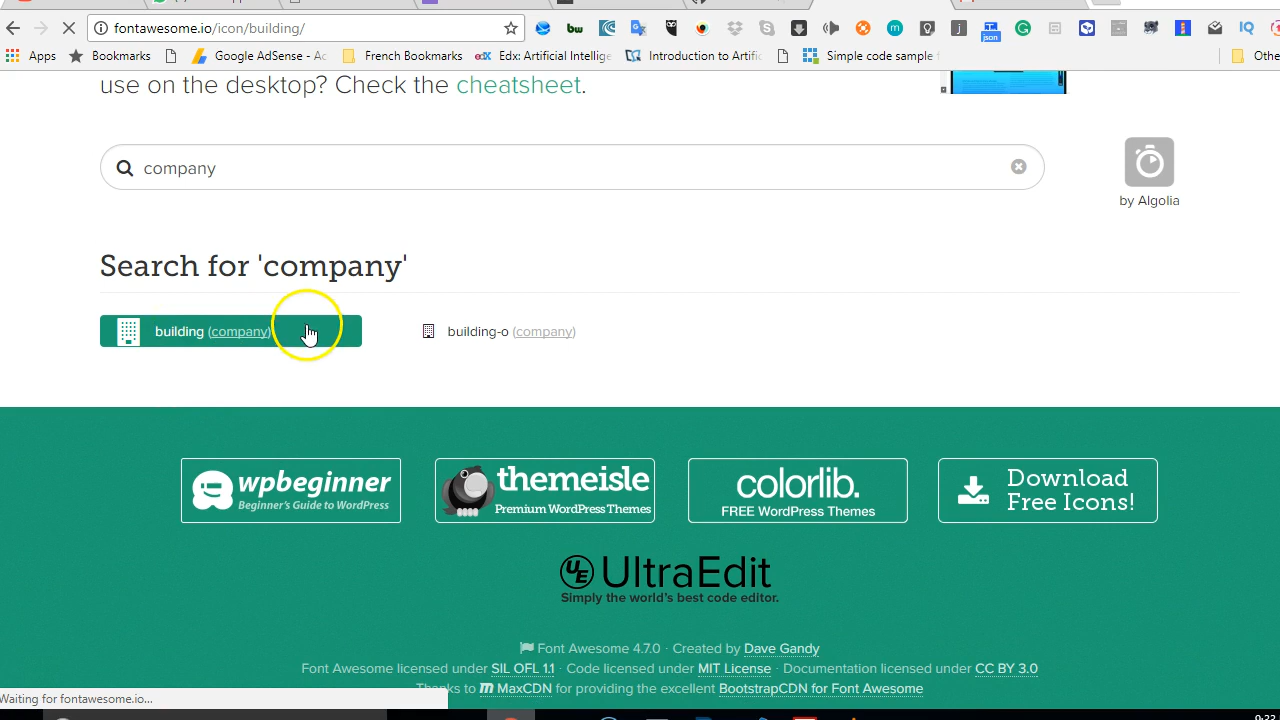 fontawesome.io/icon/building/
Apps Bookmarks Google AdSense - Ac French Bookmarks Edx: Artificial Intellige Introduction to Artific Simple code sample f Othe
use on the desktop? Check the cheatsheet.
company
by Algolia
Search for 'company'
building (company) building-o (company)
wpbeginner
Beginner's Guide to WordPress
themeisle
Premium WordPress Themes
colorlib.
FREE WordPress Themes
Download
Free Icons!
UE UltraEdit
Simply the world's best code editor.
Font Awesome 4.7.0 · Created by Dave Gandy
Font Awesome licensed under SIL OFL 1.1 · Code licensed under MIT License · Documentation licensed under CC BY 3.0
Thanks to MaxCDN for providing the excellent BootstrapCDN for Font Awesome
Waiting for fontawesome.io...